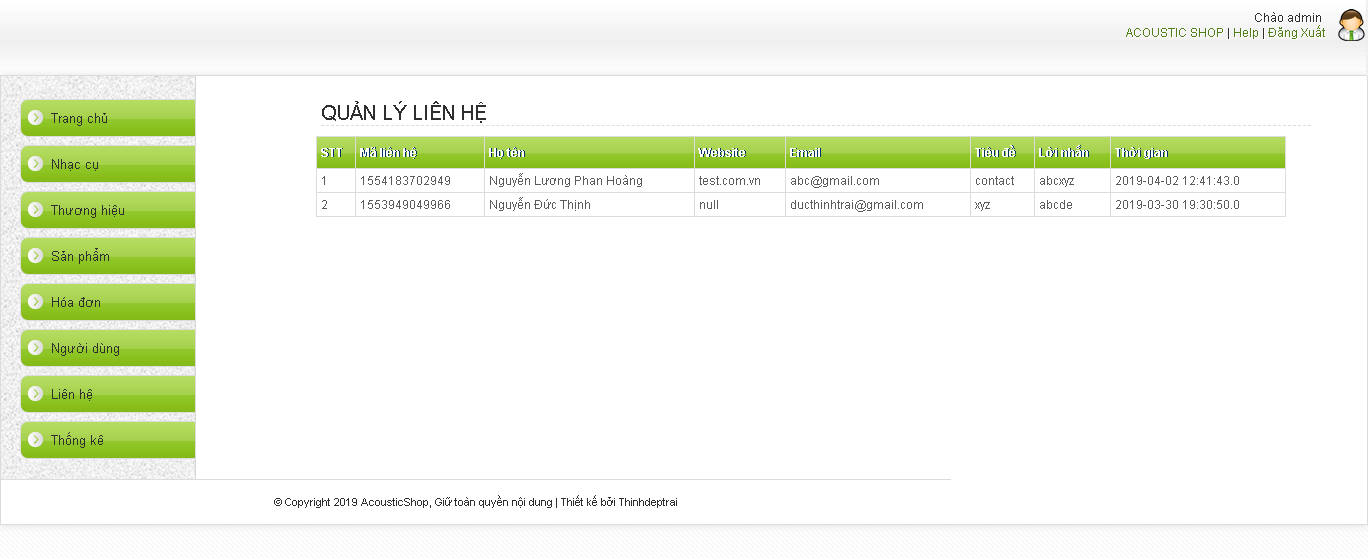 Chào admin
ACOUSTIC SHOP | Help | Đăng Xuất
Trang chủ
Nhạc cụ
Thương hiệu
Sản phẩm
Hóa đơn
Người dùng
Liên hệ
Thống kê
QUẢN LÝ LIÊN HỆ
STT Mã liên hệ Họ tên Website Email Tiêu đề Lời nhắn Thời gian
1 1554183702949 Nguyễn Lương Phan Hoàng test.com.vn abc@gmail.com contact abcxyz 2019-04-02 12:41:43.0
2 1553949049966 Nguyễn Đức Thịnh null ducthinhtrai@gmail.com xyz abcde 2019-03-30 19:30:50.0
© Copyright 2019 AcousticShop, Giữ toàn quyền nội dung | Thiết kế bởi Thinhdeptrai